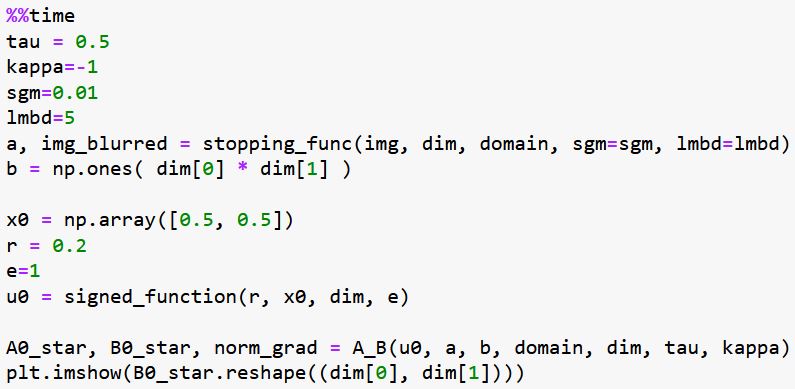 %%time
tau = 0.5
kappa=-1
sgm=0.01
lmbd=5
a, img_blurred = stopping_func(img, dim, domain, sgm=sgm, lmbd=lmbd)
b = np.ones( dim[0] * dim[1] )

x0 = np.array([0.5, 0.5])
r = 0.2
e=1
u0 = signed_function(r, x0, dim, e)

A0_star, B0_star, norm_grad = A_B(u0, a, b, domain, dim, tau, kappa)
plt.imshow(B0_star.reshape((dim[0], dim[1])))